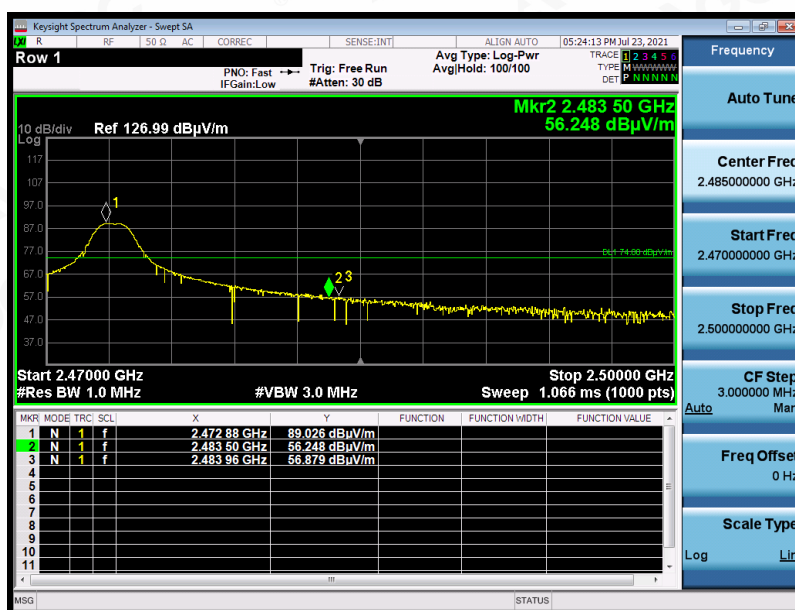 Keysight Spectrum Analyzer - Swept SA
LXI R RF 50 Ω AC CORREC SENSE:INT ALIGN AUTO 05:24:13 PM Jul 23, 2021
Row 1
PNO: Fast
IFGain:Low
Trig: Free Run
#Atten: 30 dB
Avg Type: Log-Pwr
Avg|Hold: 100/100
TRACE 1 2 3 4 5 6
TYPE M W W W W W
DET P N N N N N
Mkr2 2.483 50 GHz
56.248 dBµV/m
10 dB/div Ref 126.99 dBµV/m
Log
117
107
97.0
87.0
77.0
67.0
57.0
47.0
37.0
1
2 3
DL1 74.00 dBµV/m
Start 2.47000 GHz Stop 2.50000 GHz
#Res BW 1.0 MHz #VBW 3.0 MHz Sweep 1.066 ms (1000 pts)
MKR MODE TRC SCL X Y FUNCTION FUNCTION WIDTH FUNCTION VALUE
1 N 1 f 2.472 88 GHz 89.026 dBµV/m
2 N 1 f 2.483 50 GHz 56.248 dBµV/m
3 N 1 f 2.483 96 GHz 56.879 dBµV/m
4
5
6
7
8
9
10
11
MSG STATUS
Frequency
Auto Tune
Center Freq
2.485000000 GHz
Start Freq
2.470000000 GHz
Stop Freq
2.500000000 GHz
CF Step
3.000000 MHz
Auto Man
Freq Offset
0 Hz
Scale Type
Log Lin